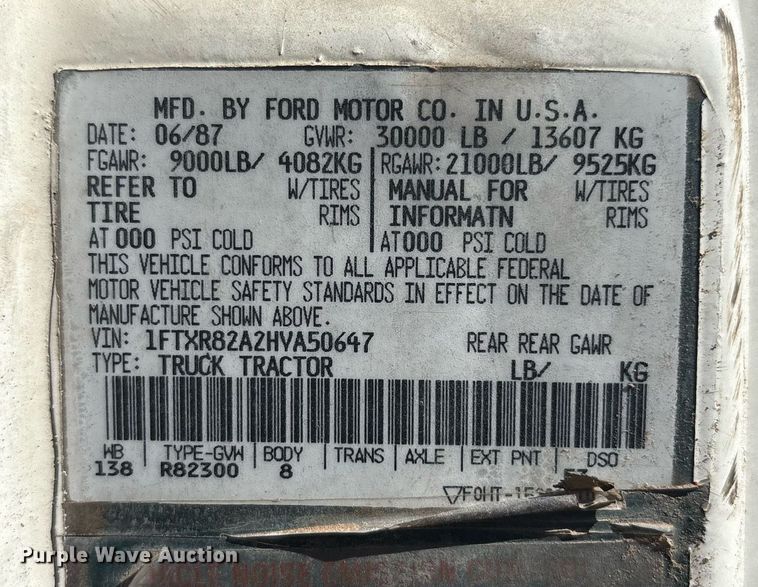 MFD. BY FORD MOTOR CO. IN U.S.A.
DATE: 06/87 GVWR: 30000 LB / 13607 KG
FGAWR: 9000LB/ 4082KG RGAWR: 21000LB/ 9525KG
REFER TO W/TIRES MANUAL FOR W/TIRES
TIRE RIMS INFORMATN RIMS
AT 000 PSI COLD AT 000 PSI COLD
THIS VEHICLE CONFORMS TO ALL APPLICABLE FEDERAL
MOTOR VEHICLE SAFETY STANDARDS IN EFFECT ON THE DATE OF
MANUFACTURE SHOWN ABOVE.
VIN: 1FTXR82A2HVA50647 REAR REAR GAWR
TYPE: TRUCK TRACTOR LB/ KG
WB TYPE-GVW BODY TRANS AXLE EXT PNT DSO
138 R82300 8
Purple Wave Auction